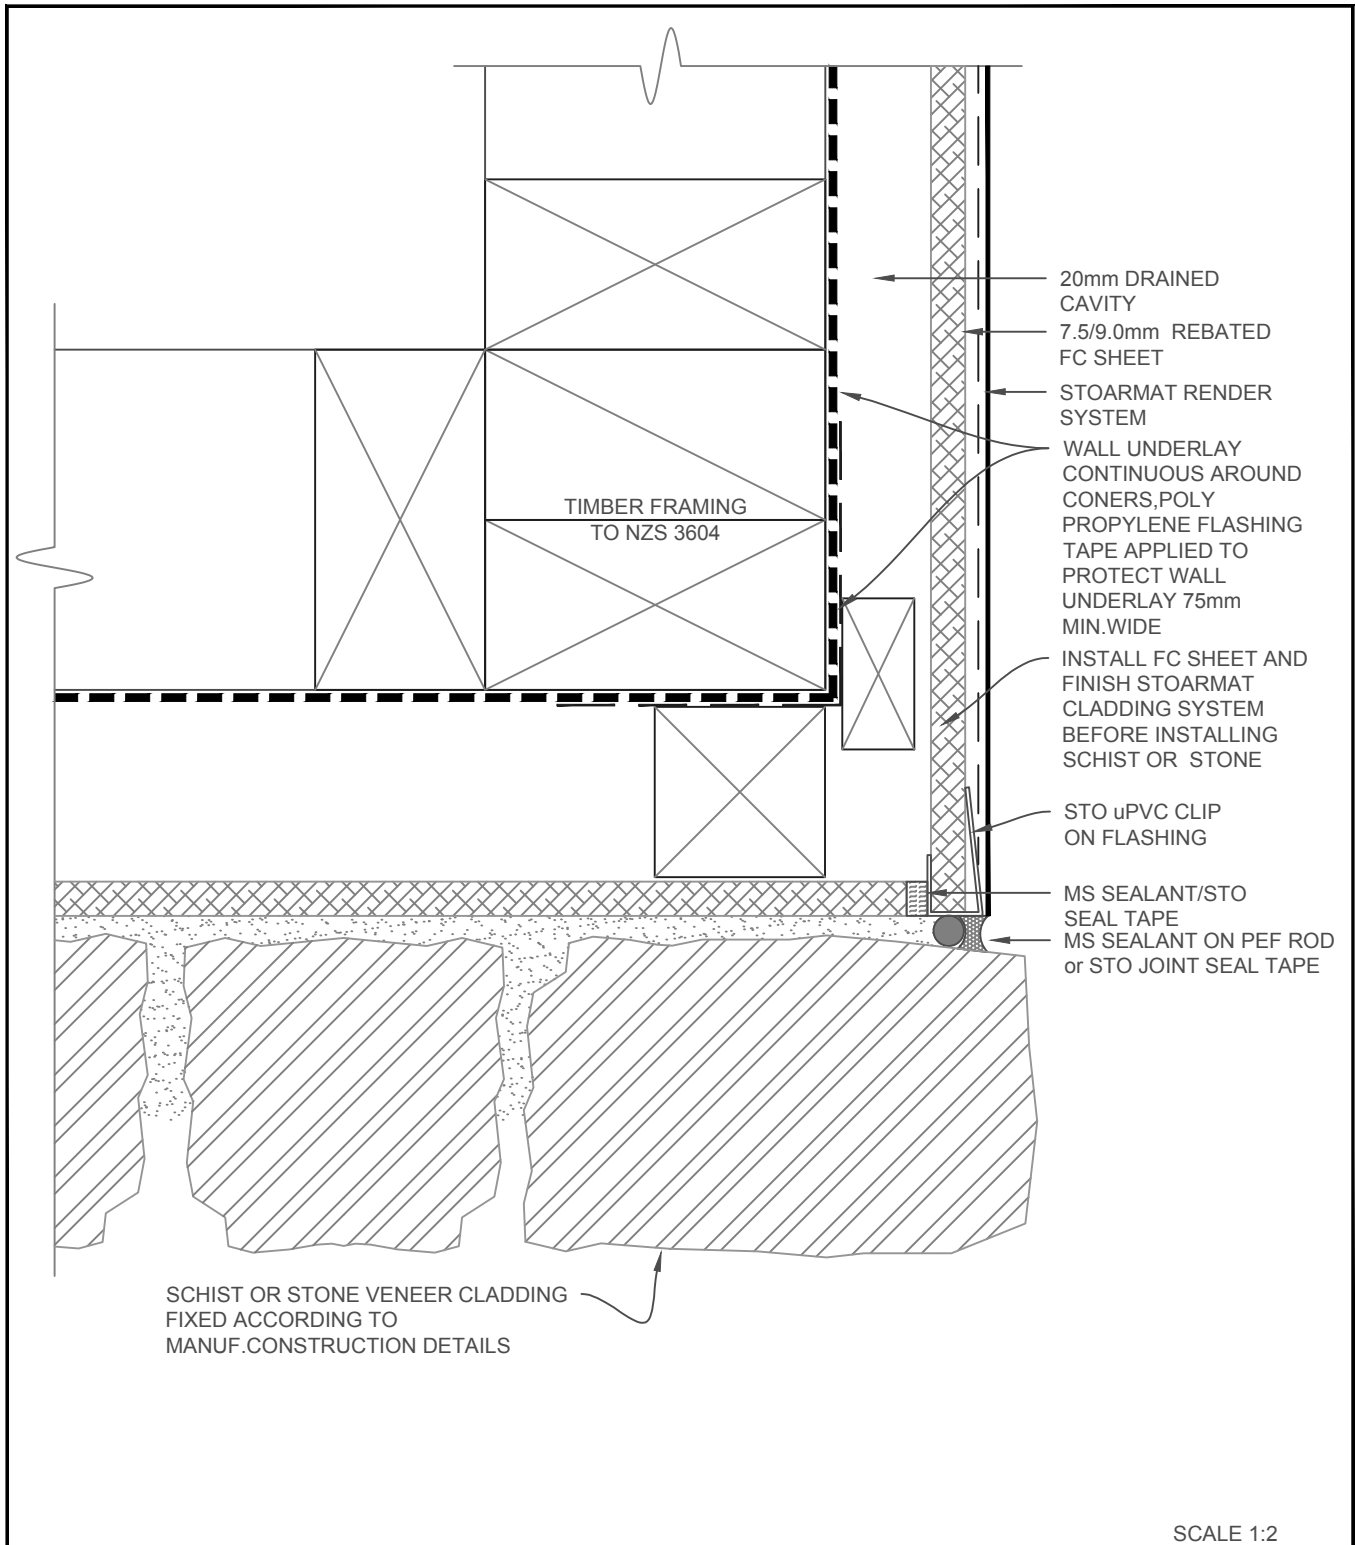 20mm DRAINED
CAVITY
7.5/9.0mm REBATED
FC SHEET
STOARMAT RENDER
SYSTEM
WALL UNDERLAY
CONTINUOUS AROUND
CONERS,POLY
PROPYLENE FLASHING
TAPE APPLIED TO
PROTECT WALL
UNDERLAY 75mm
MIN.WIDE
TIMBER FRAMING
TO NZS 3604
INSTALL FC SHEET AND
FINISH STOARMAT
CLADDING SYSTEM
BEFORE INSTALLING
SCHIST OR STONE
STO uPVC CLIP
ON FLASHING
MS SEALANT/STO
SEAL TAPE
MS SEALANT ON PEF ROD
or STO JOINT SEAL TAPE
SCHIST OR STONE VENEER CLADDING
FIXED ACCORDING TO
MANUF.CONSTRUCTION DETAILS
SCALE 1:2